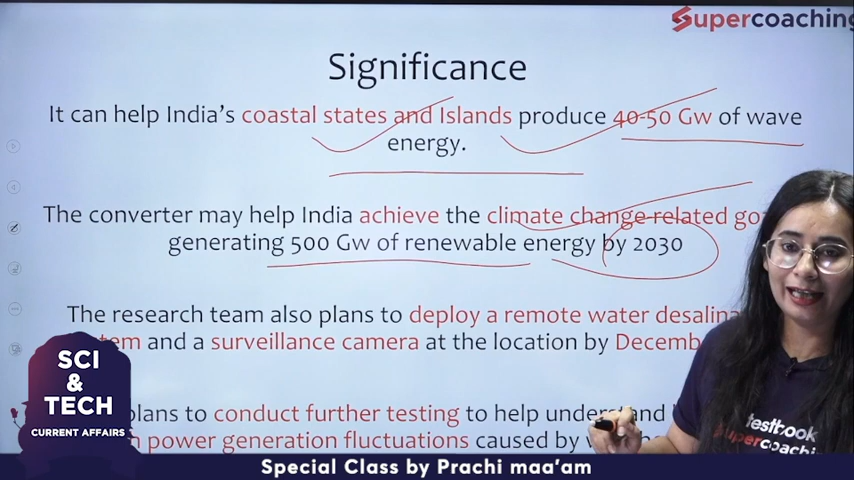 Supercoaching
Significance
It can help India's coastal states and Islands produce 40-50 Gw of wave
energy.
The converter may help India achieve the climate change-related
generating 500 Gw of renewable energy by 2030
The research team also plans to deploy a remote water
and a surveillance camera at the location by
plans to conduct further testing to help understand
power generation fluctuations caused by
SCI
&
TECH
CURRENT AFFAIRS
testbook
Special Class by Prachi maa'am